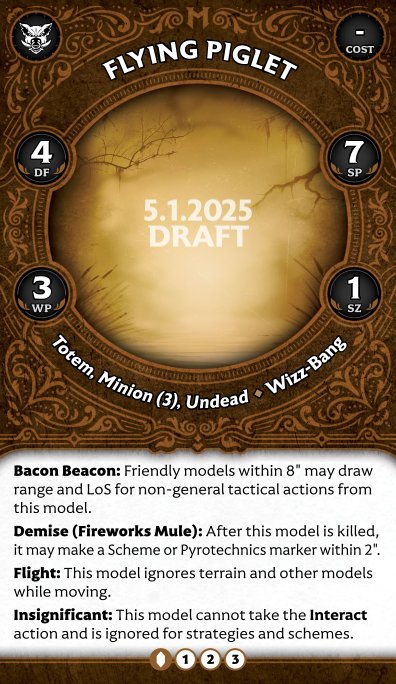 FLYING PIGLET
-
COST
4
DF
7
SP
5.1.2025
DRAFT
3
WP
1
SZ
Totem, Minion (3), Undead ⬥ Wizz-Bang
Bacon Beacon: Friendly models within 8" may draw
range and LoS for non-general tactical actions from
this model.
Demise (Fireworks Mule): After this model is killed,
it may make a Scheme or Pyrotechnics marker within 2".
Flight: This model ignores terrain and other models
while moving.
Insignificant: This model cannot take the Interact
action and is ignored for strategies and schemes.
1 2 3